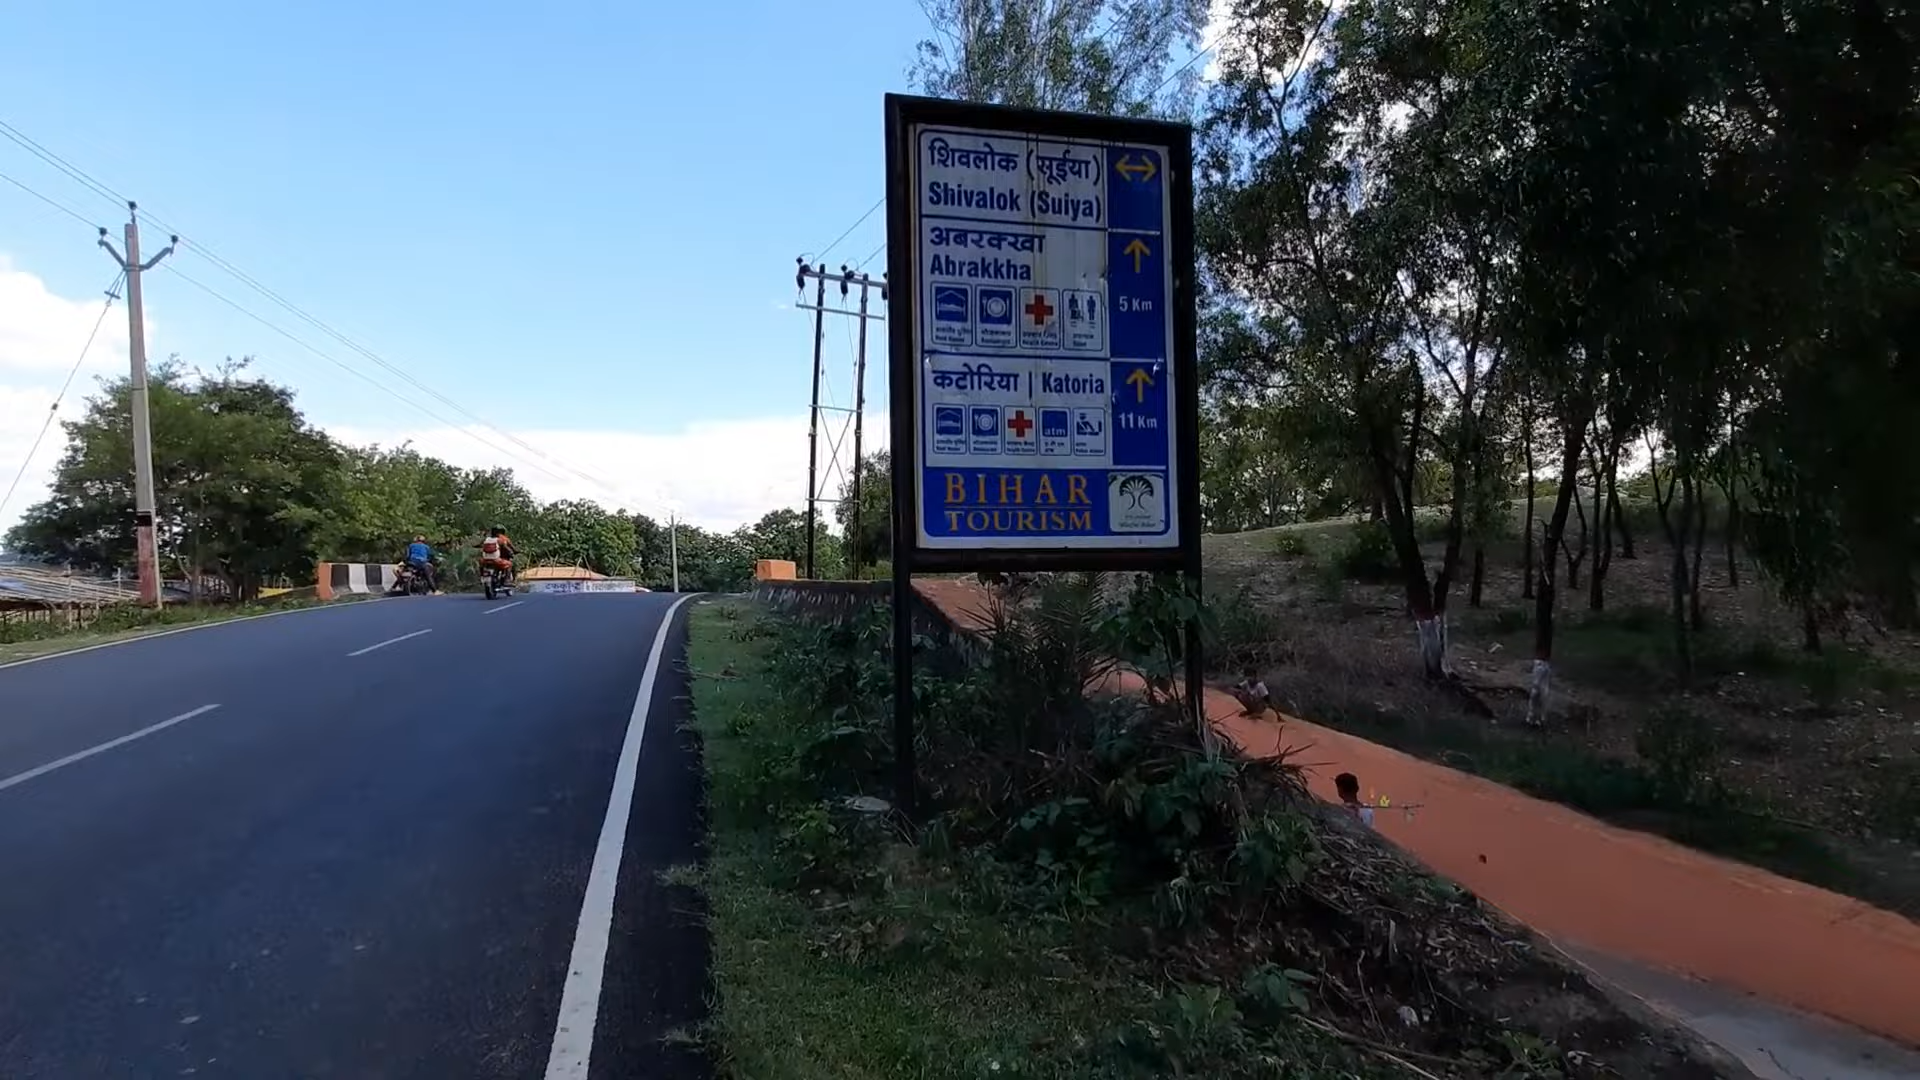 शिवलोक (सूईया)
Shivalok (Suiya)
अबरक्खा
Abrakkha
5 Km
कटोरिया | Katoria
11 Km
atm
BIHAR
TOURISM